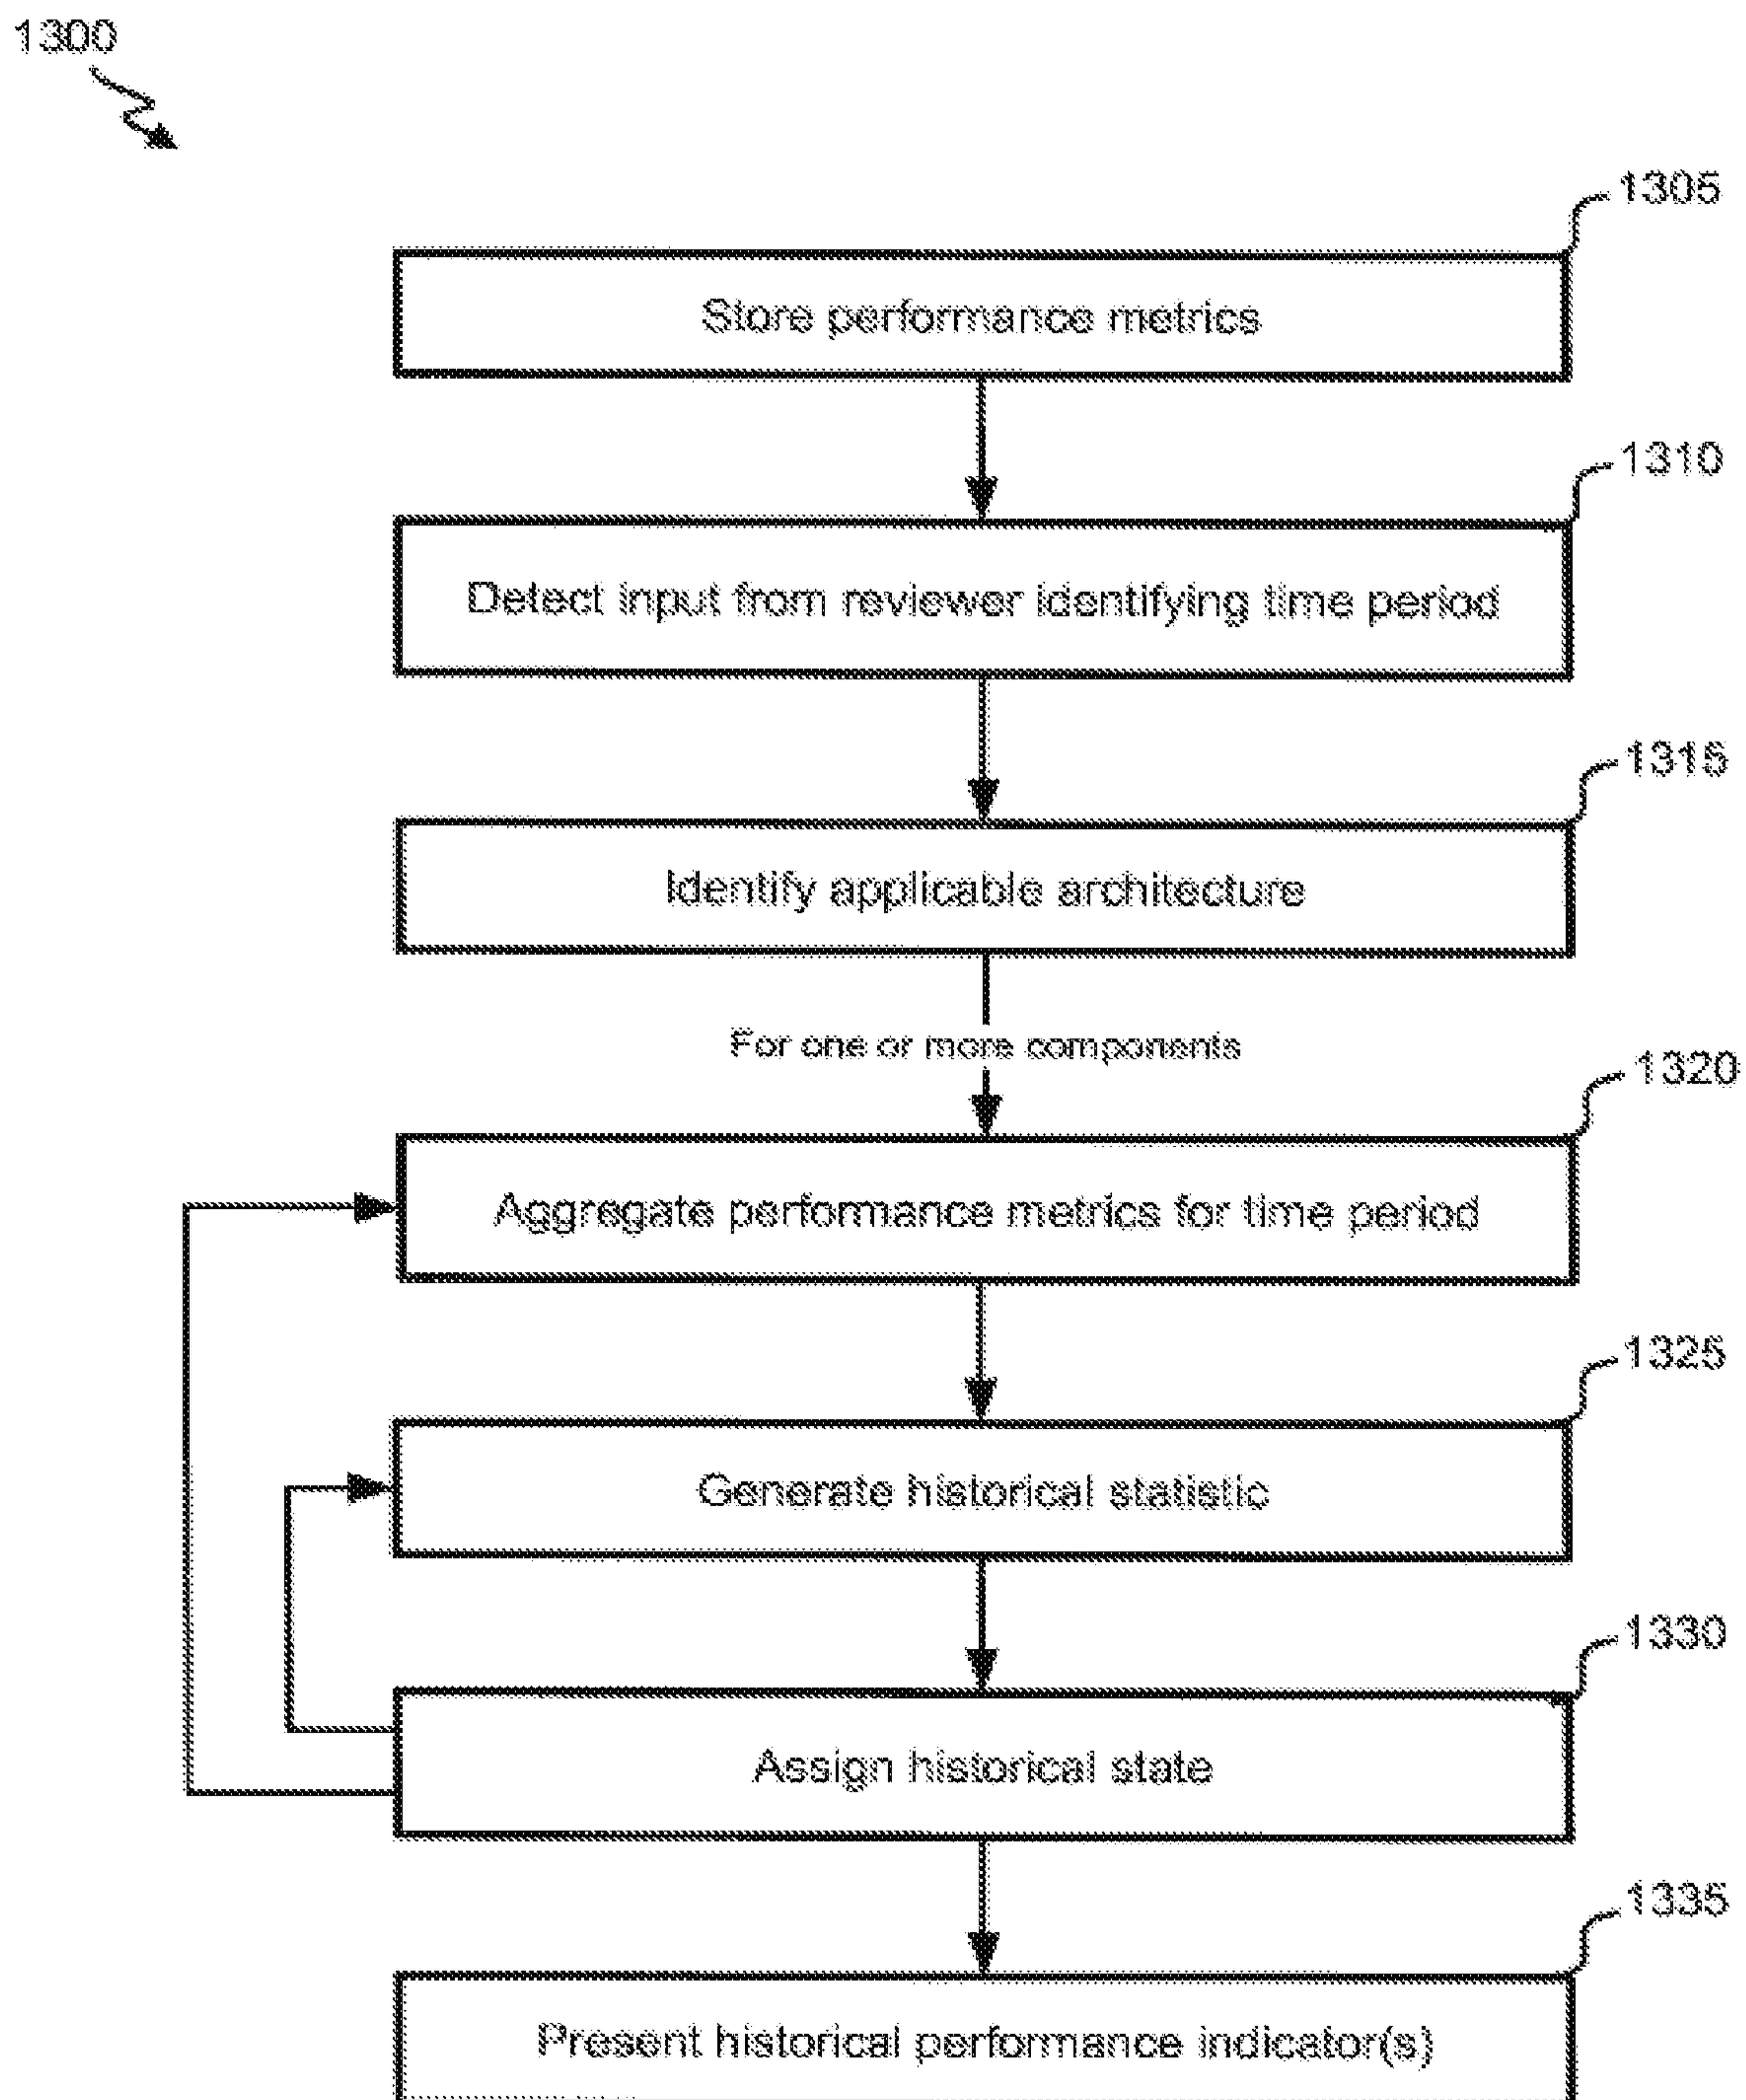 1300
1305
Store performance metrics
1310
Detect input from reviewer identifying time period
1315
Identify applicable architecture
For one or more components
1320
Aggregate performance metrics for time period
1325
Generate historical statistic
1330
Assign historical state
1335
Present historical performance indicator(s)